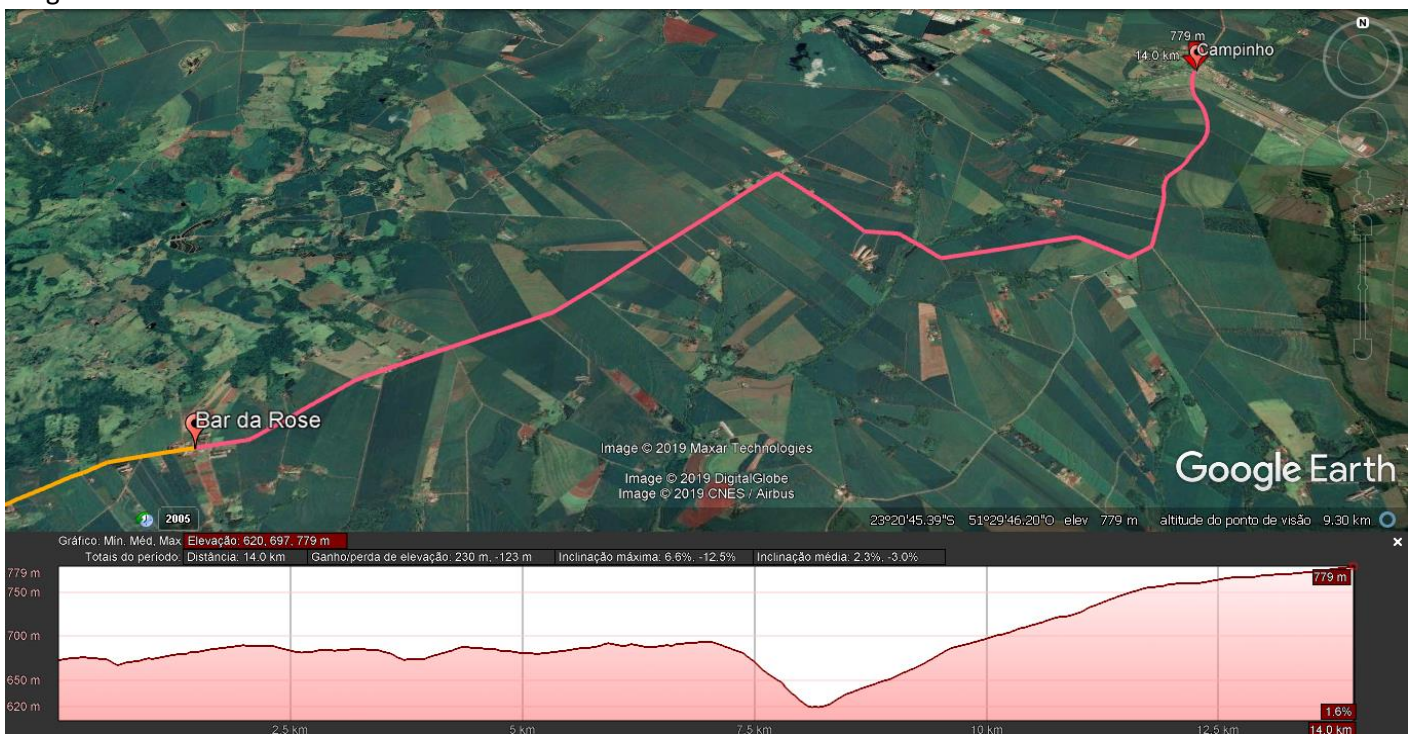 N
779 m
14.0 km
Campinho
Bar da Rose
Image © 2019 Maxar Technologies
Image © 2019 DigitalGlobe
Image © 2019 CNES / Airbus
Google Earth
2005
23°20'45.39"S 51°29'46.20"O elev 779 m altitude do ponto de visão 9.30 km
Gráfico: Mín. Méd, Max Elevação: 620, 697, 779 m
Totais do período: Distância: 14.0 km Ganho/perda de elevação: 230 m, -123 m Inclinação máxima: 6.6%, -12.5% Inclinação média: 2.3%, -3.0%
779 m
779 m
750 m
700 m
650 m
620 m
1.6%
2.5 km 5 km 7.5 km 10 km 12.5 km 14.0 km